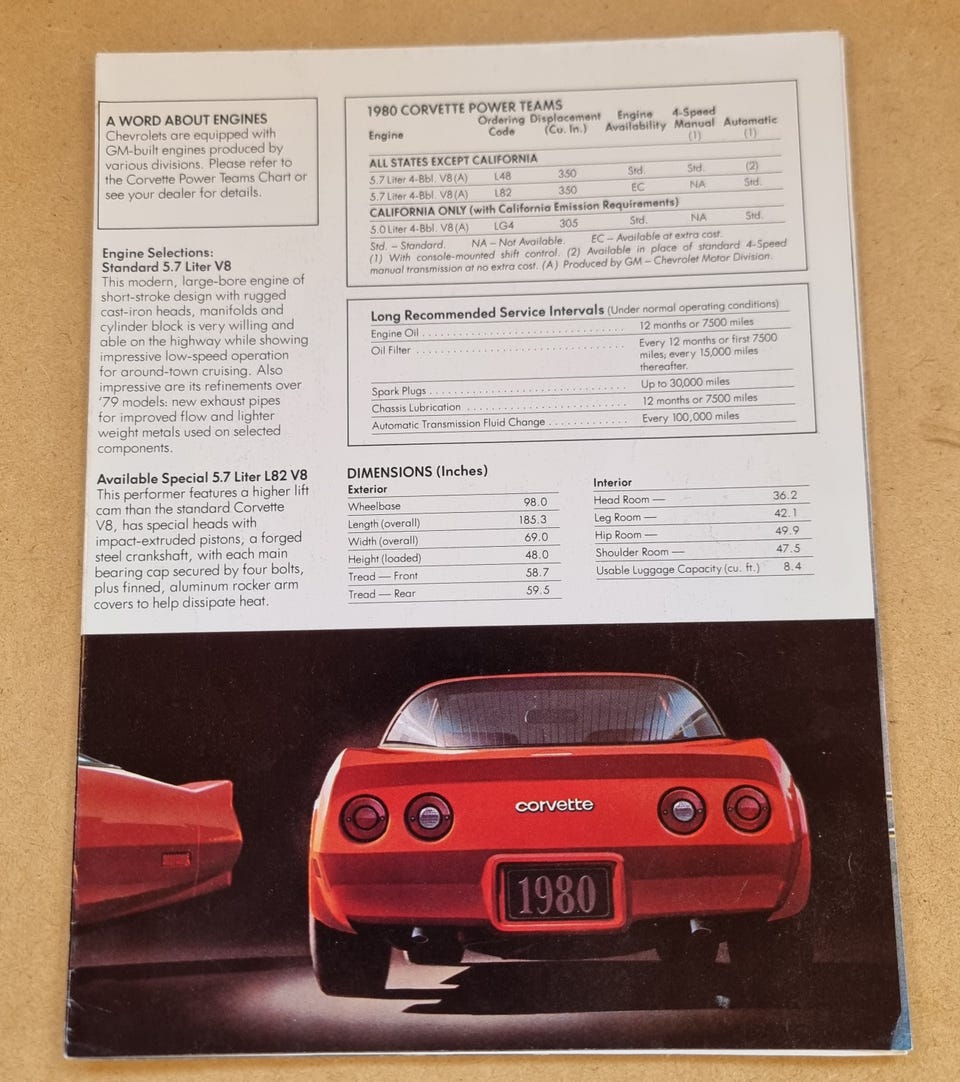 A WORD ABOUT ENGINES
Chevrolets are equipped with
GM-built engines produced by
various divisions. Please refer to
the Corvette Power Teams Chart or
see your dealer for details.
Engine Selections:
Standard 5.7 Liter V8
This modern, large-bore engine of
short-stroke design with rugged
cast-iron heads, manifolds and
cylinder block is very willing and
able on the highway while showing
impressive low-speed operation
for around-town cruising. Also
impressive are its refinements over
'79 models: new exhaust pipes
for improved flow and lighter
weight metals used on selected
components.
Available Special 5.7 Liter L82 V8
This performer features a higher lift
cam than the standard Corvette
V8, has special heads with
impact-extruded pistons, a forged
steel crankshaft, with each main
bearing cap secured by four bolts,
plus finned, aluminum rocker arm
covers to help dissipate heat.
1980 CORVETTE POWER TEAMS
Engine Ordering Code Displacement (Cu. In.) Engine Availability 4-Speed Manual (1) Automatic (1)
ALL STATES EXCEPT CALIFORNIA
5.7 Liter 4-Bbl. V8 (A) L48 350 Std. Std. (2)
5.7 Liter 4-Bbl. V8 (A) L82 350 EC NA Std.
CALIFORNIA ONLY (with California Emission Requirements)
5.0 Liter 4-Bbl. V8 (A) LG4 305 Std. NA Std.
Std. – Standard. NA – Not Available. EC – Available at extra cost.
(1) With console-mounted shift control. (2) Available in place of standard 4-Speed
manual transmission at no extra cost. (A) Produced by GM – Chevrolet Motor Division.
Long Recommended Service Intervals (Under normal operating conditions)
Engine Oil 12 months or 7500 miles
Oil Filter Every 12 months or first 7500
miles; every 15,000 miles
thereafter.
Spark Plugs Up to 30,000 miles
Chassis Lubrication 12 months or 7500 miles
Automatic Transmission Fluid Change Every 100,000 miles
DIMENSIONS (Inches)
Exterior
Wheelbase 98.0
Length (overall) 185.3
Width (overall) 69.0
Height (loaded) 48.0
Tread — Front 58.7
Tread — Rear 59.5
Interior
Head Room — 36.2
Leg Room — 42.1
Hip Room — 49.9
Shoulder Room — 47.5
Usable Luggage Capacity (cu. ft.) 8.4
corvette
1980